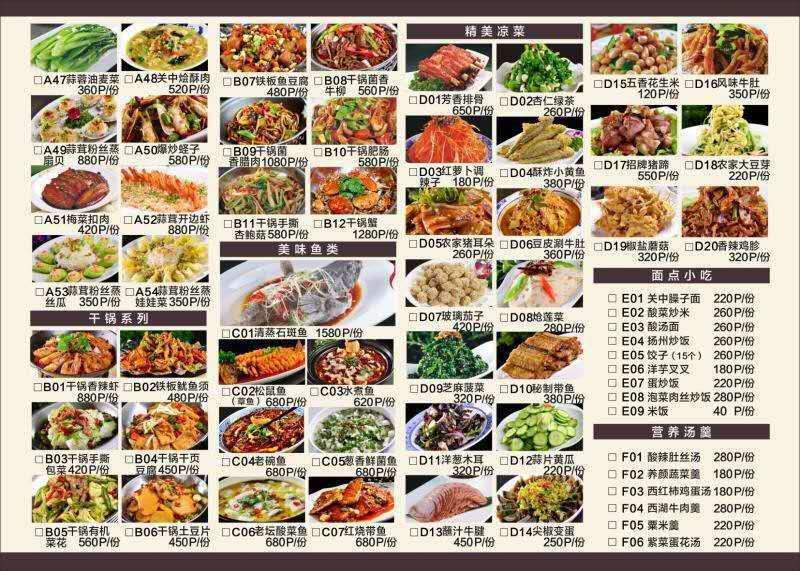 □A47蒜蓉油麦菜
360P/份
□A48关中烩酥肉
520P/份
□A49蒜茸粉丝蒸
扇贝 880P/份
□A50爆炒蛏子
580P/份
□A51梅菜扣肉
420P/份
□A52蒜茸开边虾
880P/份
□A53蒜茸粉丝蒸
丝瓜 350P/份
□A54蒜茸粉丝蒸
娃娃菜 350P/份
干锅系列
□B01干锅香辣虾
880P/份
□B02铁板鱿鱼须
480P/份
□B03干锅手撕
包菜420P/份
□B04干锅干页
豆腐450P/份
□B05干锅有机
菜花 560P/份
□B06干锅土豆片
450P/份
□B07铁板鱼豆腐
480P/份
□B08干锅菌香
牛柳 560P/份
□B09干锅菌
香腊肉1080P/份
□B10干锅肥肠
580P/份
□B11干锅手撕
杏鲍菇580P/份
□B12干锅蟹
1280P/份
美味鱼类
□C01清蒸石斑鱼 1580P/份
□C02松鼠鱼
（草鱼）680P/份
□C03水煮鱼
620P/份
□C04老碗鱼
680P/份
□C05葱香鲜菌鱼
680P/份
□C06老坛酸菜鱼
680P/份
□C07红烧带鱼
680P/份
精美凉菜
□D01芳香排骨
650P/份
□D02杏仁绿茶
260P/份
□D03红萝卜调
辣子 180P/份
□D04酥炸小黄鱼
380P/份
□D05农家猪耳朵
260P/份
□D06豆皮涮牛肚
260P/份
□D07玻璃茄子
420P/份
□D08炝莲菜
280P/份
□D09芝麻菠菜
320P/份
□D10秘制带鱼
380P/份
□D11洋葱木耳
320P/份
□D12蒜片黄瓜
220P/份
□D13蘸汁牛腱
450P/份
□D14尖椒变蛋
250P/份
□D15五香花生米
120P/份
□D16风味牛肚
350P/份
□D17招牌猪蹄
550P/份
□D18农家大豆芽
220P/份
□D19椒盐蘑菇
320P/份
□D20香辣鸡胗
320P/份
面点小吃
□ E01 关中臊子面 220P/份
□ E02 酸菜炒米 260P/份
□ E03 酸汤面 260P/份
□ E04 扬州炒饭 260P/份
□ E05 饺子（15个） 260P/份
□ E06 洋芋叉叉 180P/份
□ E07 蛋炒饭 220P/份
□ E08 泡菜肉丝炒饭 280P/份
□ E09 米饭 40 P/份
营养汤羹
□ F01 酸辣肚丝汤 280P/份
□ F02 养颜蔬菜羹 180P/份
□ F03 西红柿鸡蛋汤180P/份
□ F04 西湖牛肉羹 280P/份
□ F05 粟米羹 220P/份
□ F06 紫菜蛋花汤 220P/份